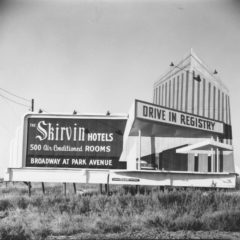 THE Skirvin HOTELS
500 Air Conditioned ROOMS
BROADWAY AT PARK AVENUE
DRIVE IN REGISTRY